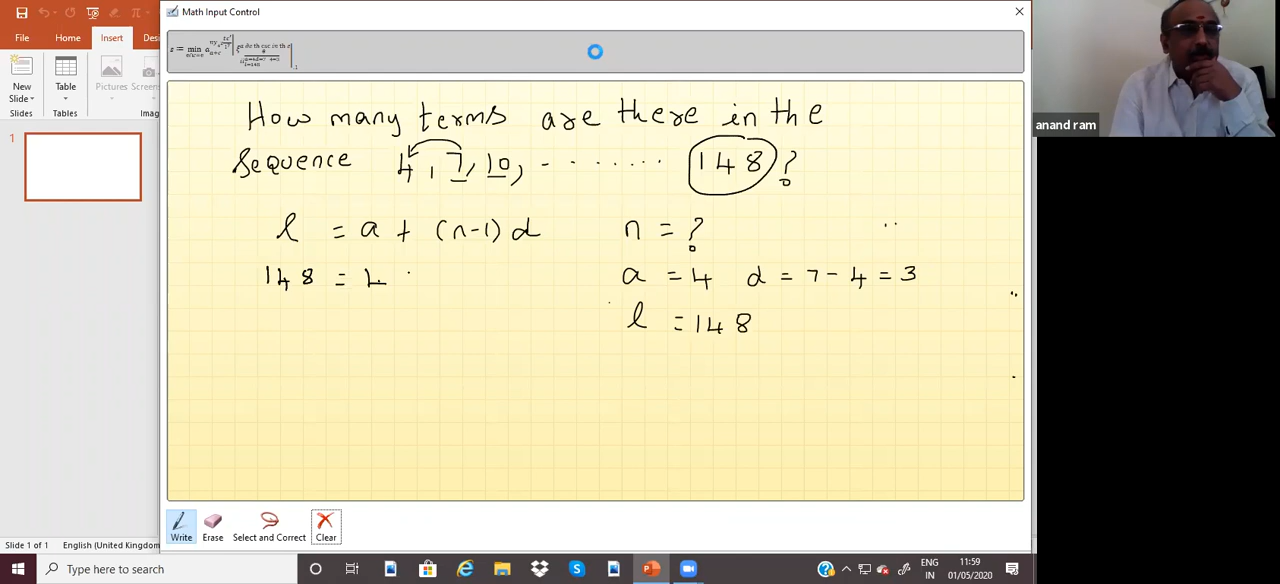 Math Input Control
File Home Insert
New Slide
Table
Pictures
Screens
Slides Tables Imag
anand ram
1
How many terms are there in the
Sequence 4, 7, 10, - - - - - - - 148?
l = a + (n-1) d n = ?
148 = 4 a = 4 d = 7 - 4 = 3
l = 148
Write Erase Select and Correct Clear
Slide 1 of 1 English (United Kingdom
Type here to search
ENG
IN
11:59
01/05/2020